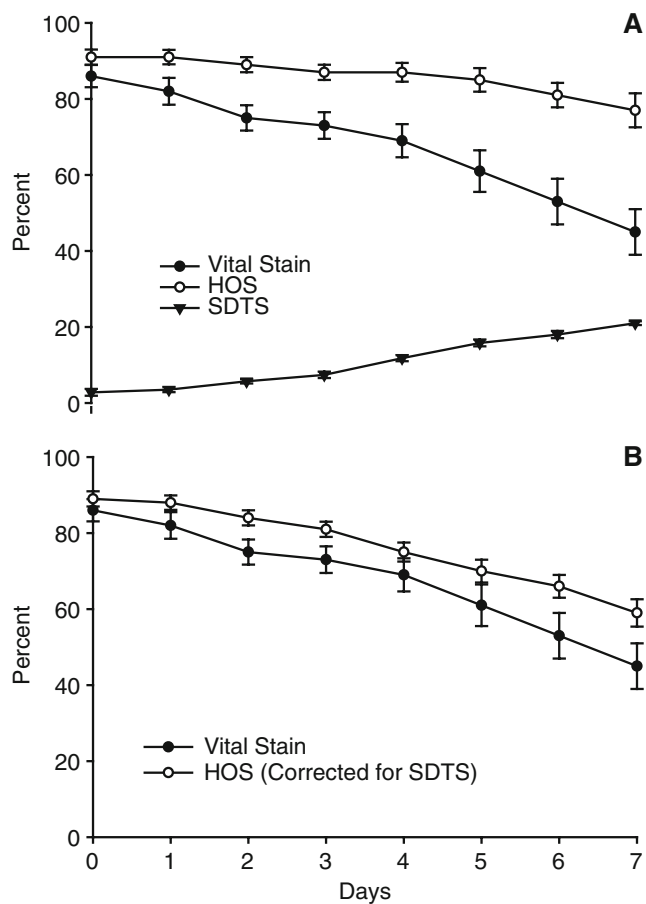 A
100
80
60
40
20
0
Percent
Vital Stain
HOS
SDTS
B
100
80
60
40
20
0
Percent
Vital Stain
HOS (Corrected for SDTS)
0 1 2 3 4 5 6 7
Days